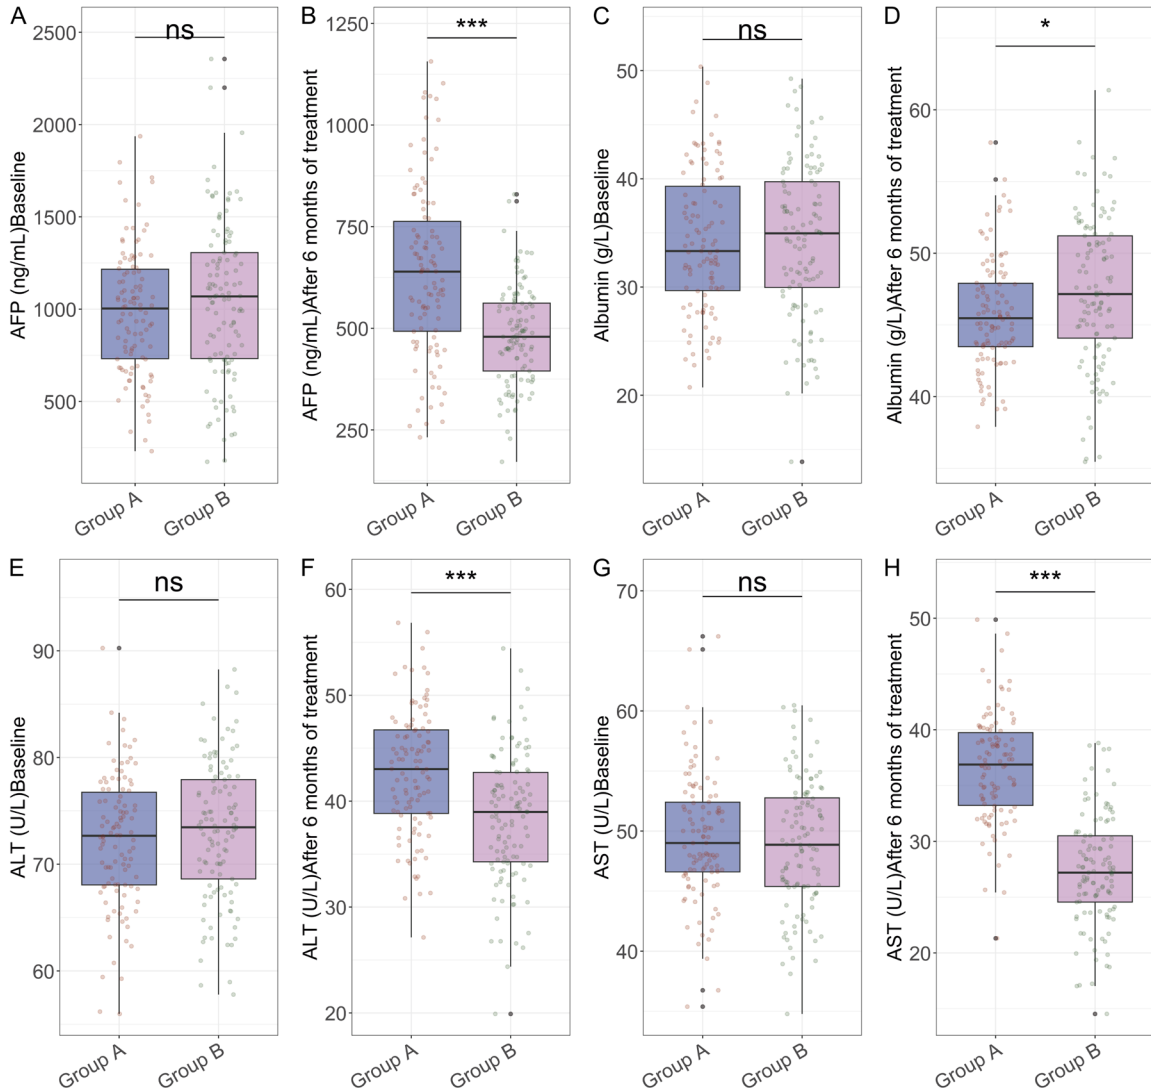 A
AFP (ng/mL)Baseline
2500
2000
1500
1000
500
ns
Group A
Group B
B
AFP (ng/mL)After 6 months of treatment
1250
1000
750
500
250
***
Group A
Group B
C
Albumin (g/L)Baseline
50
40
30
20
ns
Group A
Group B
D
Albumin (g/L)After 6 months of treatment
60
50
40
*
Group A
Group B
E
ALT (U/L)Baseline
90
80
70
60
ns
Group A
Group B
F
ALT (U/L)After 6 months of treatment
60
50
40
30
20
***
Group A
Group B
G
AST (U/L)Baseline
70
60
50
40
ns
Group A
Group B
H
AST (U/L)After 6 months of treatment
50
40
30
20
***
Group A
Group B